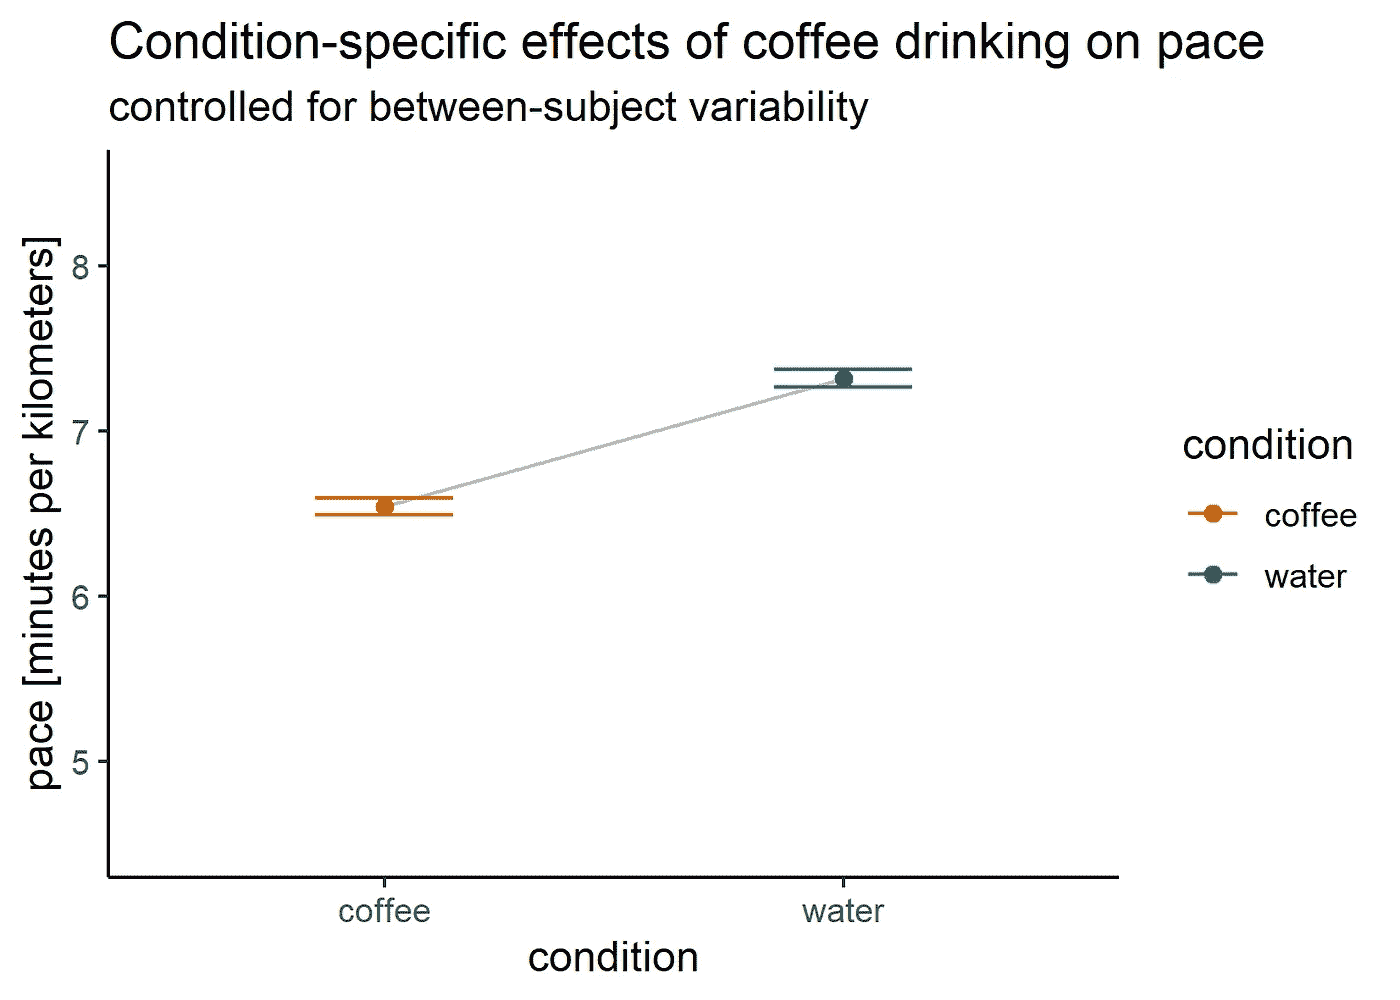 Condition-specific effects of coffee drinking on pace
controlled for between-subject variability
pace [minutes per kilometers]
8
7
6
5
coffee
water
condition
condition
coffee
water